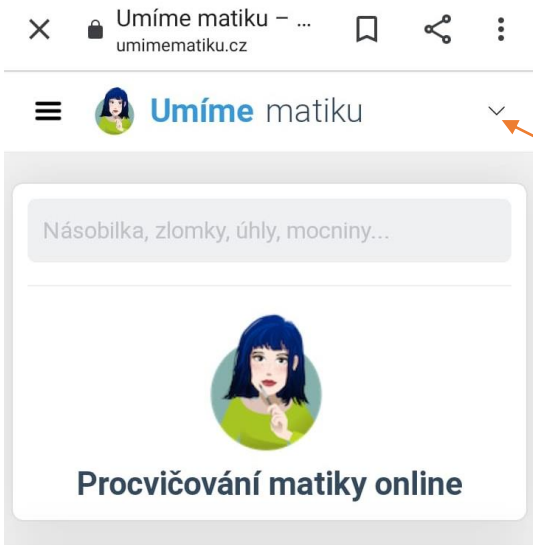 Umíme matiku – ...
umimematiku.cz
Umíme matiku
Násobilka, zlomky, úhly, mocniny...
Procvičování matiky online